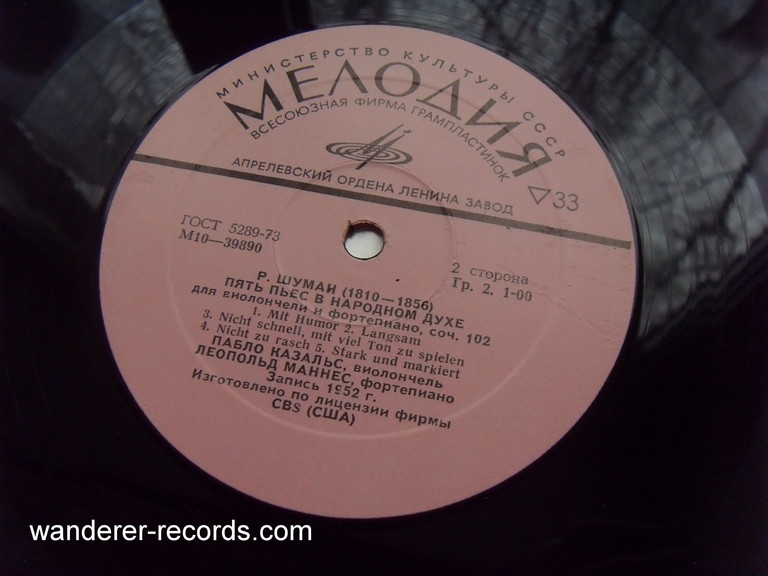 МИНИСТЕРСТВО КУЛЬТУРЫ СССР
МЕЛОДИЯ
ВСЕСОЮЗНАЯ ФИРМА ГРАМПЛАСТИНОК
АПРЕЛЕВСКИЙ ОРДЕНА ЛЕНИНА ЗАВОД
33
ГОСТ 5289-73
М10—39890
2 сторона
Гр. 2. 1-00
Р. ШУМАН (1810—1856)
ПЯТЬ ПЬЕС В НАРОДНОМ ДУХЕ
для виолончели и фортепиано, соч. 102
1. Mit Humor 2. Langsam
3. Nicht schnell, mit viel Ton zu spielen
4. Nicht zu rasch 5. Stark und markiert
ПАБЛО КАЗАЛЬС, виолончель
ЛЕОПОЛЬД МАННЕС, фортепиано
Запись 1952 г.
Изготовлено по лицензии фирмы
CBS (США)
wanderer-records.com